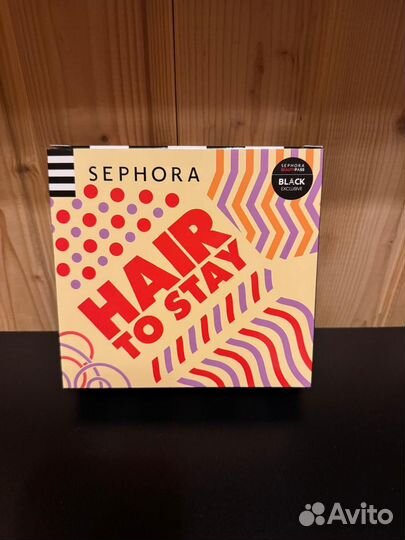 SEPHORA
SEPHORA
BEAUTY PASS
BLACK
EXCLUSIVE
HAIR
TO STAY
Avito